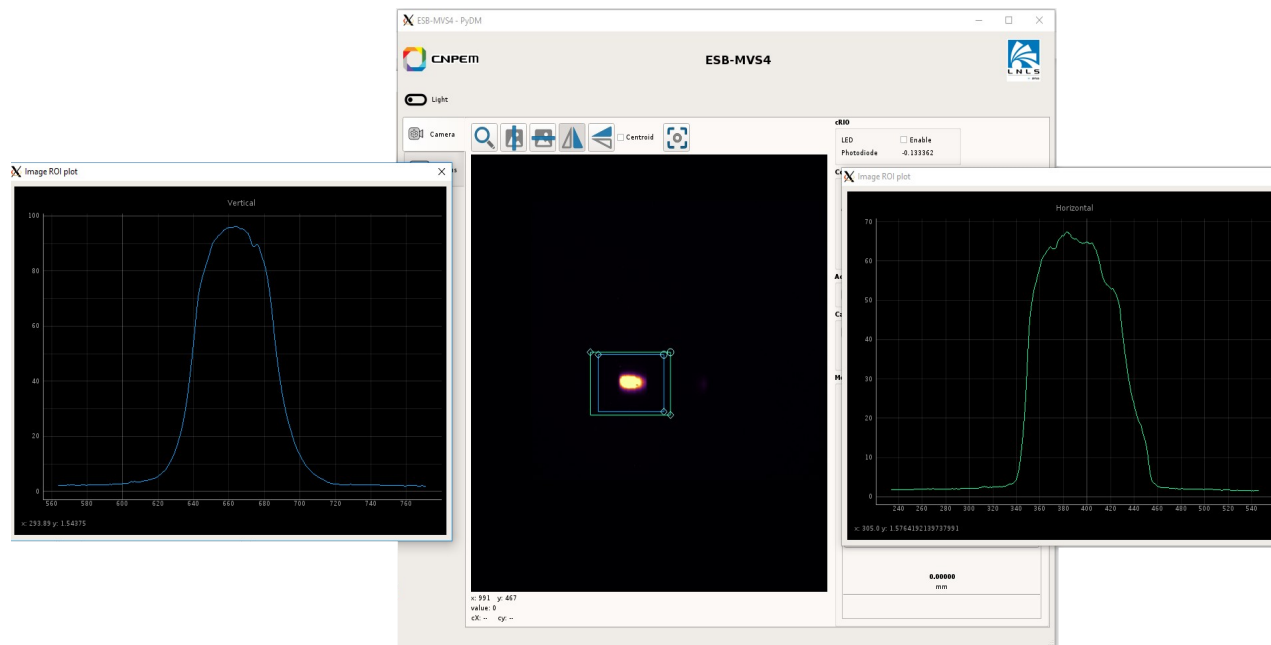 ESB-MVS4 - PyDM
CNPEM
ESB-MVS4
LNLS
Light
Camera
Centroid
cRIO
LED
Enable
Photodiode
-0.133362
Image ROI plot
Vertical
100
80
60
40
20
0
560 580 600 620 640 660 680 700 720 740 760
x: 293.89 y: 1.54375
Image ROI plot
Horizontal
70
60
50
40
30
20
10
0
240 260 280 300 320 340 360 380 400 420 440 460 480 500 520 540
x: 305.0 y: 1.5764192139737991
0.00000
mm
x: 991 y: 467
value: 0
cX: -- cy: --